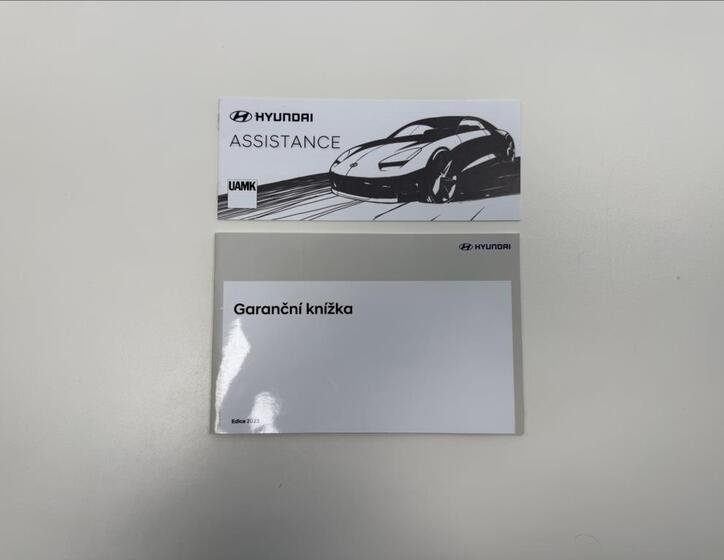 HYUNDAI
ASSISTANCE
UAMK
HYUNDAI
Garanční knížka
Edice 2023